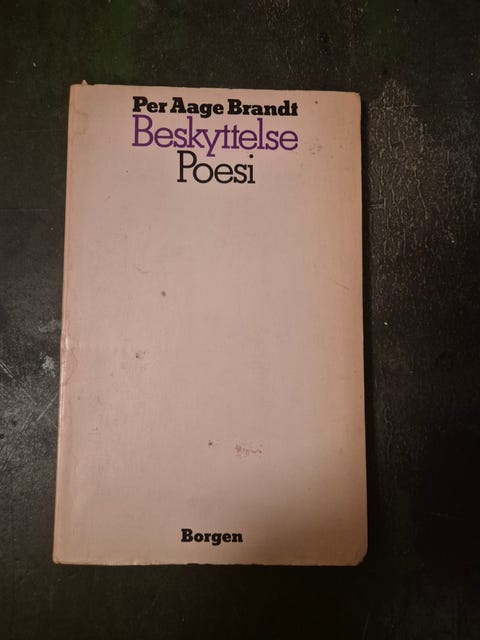 Per Aage Brandt
Beskyttelse
Poesi
Borgen